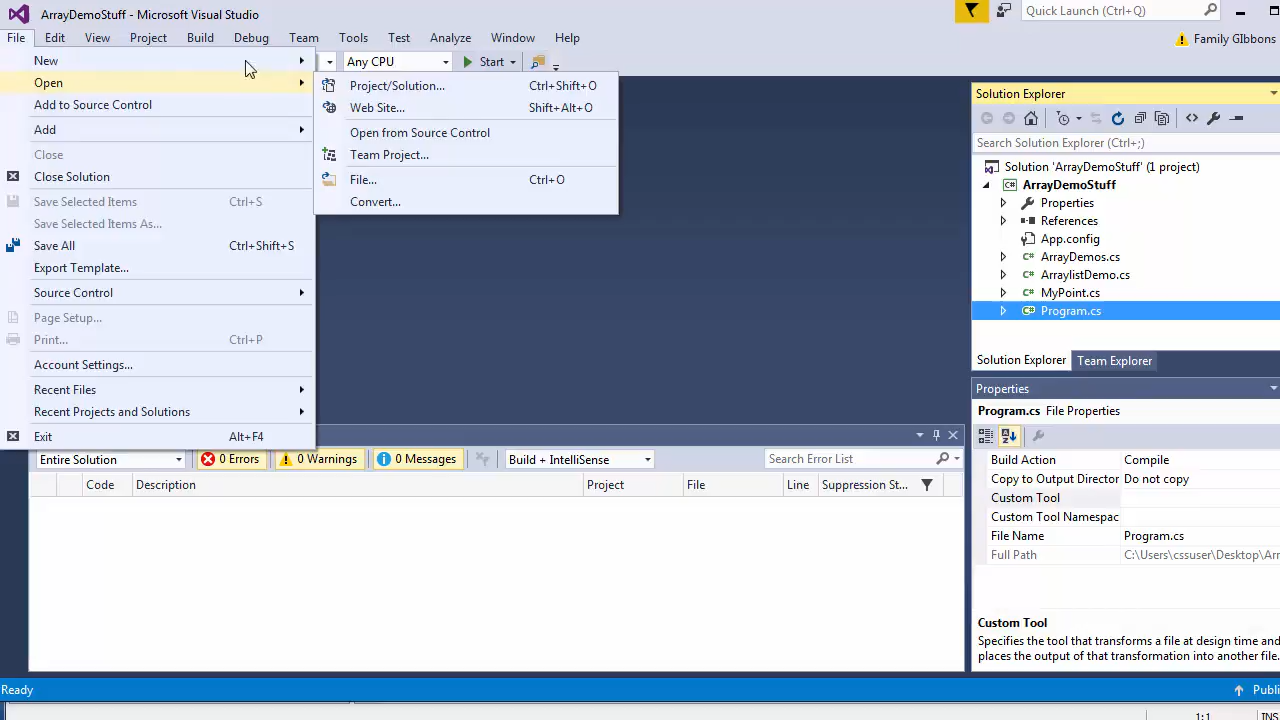 ArrayDemoStuff - Microsoft Visual Studio
Quick Launch (Ctrl+Q)
File Edit View Project Build Debug Team Tools Test Analyze Window Help
Family GIbbons
Any CPU
Start
New
Open
Add to Source Control
Add
Close
Close Solution
Save Selected Items Ctrl+S
Save Selected Items As...
Save All Ctrl+Shift+S
Export Template...
Source Control
Page Setup...
Print... Ctrl+P
Account Settings...
Recent Files
Recent Projects and Solutions
Exit Alt+F4
Project/Solution... Ctrl+Shift+O
Web Site... Shift+Alt+O
Open from Source Control
Team Project...
File... Ctrl+O
Convert...
Solution Explorer
Search Solution Explorer (Ctrl+;)
Solution 'ArrayDemoStuff' (1 project)
C# ArrayDemoStuff
Properties
References
App.config
C# ArrayDemos.cs
C# ArraylistDemo.cs
C# MyPoint.cs
C# Program.cs
Solution Explorer Team Explorer
Properties
Program.cs File Properties
Build Action Compile
Copy to Output Director Do not copy
Custom Tool
Custom Tool Namespac
File Name Program.cs
Full Path C:\Users\cssuser\Desktop\Arr
Custom Tool
Specifies the tool that transforms a file at design time and
places the output of that transformation into another file.
Entire Solution 0 Errors 0 Warnings 0 Messages Build + IntelliSense Search Error List
Code Description Project File Line Suppression St...
Ready
Publi
1:1 INS